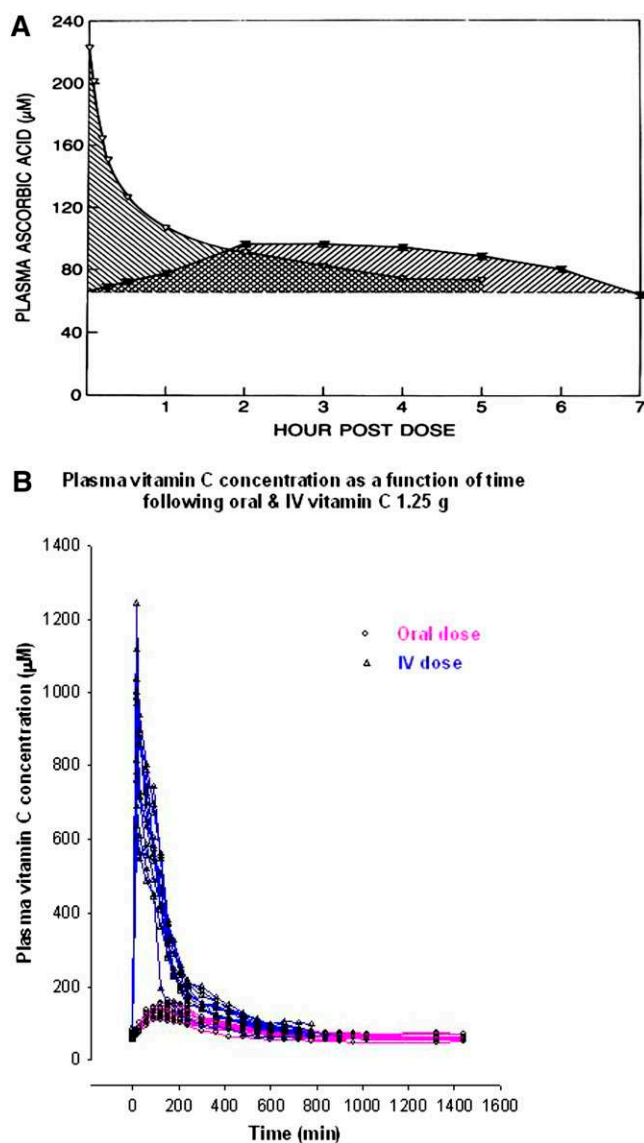 A
PLASMA ASCORBIC ACID (µM)
240
200
160
120
80
40
0
1 2 3 4 5 6 7
HOUR POST DOSE
B Plasma vitamin C concentration as a function of time
following oral & IV vitamin C 1.25 g
Plasma vitamin C concentration (µM)
1400
1200
1000
800
600
400
200
0
Oral dose
IV dose
0 200 400 600 800 1000 1200 1400 1600
Time (min)